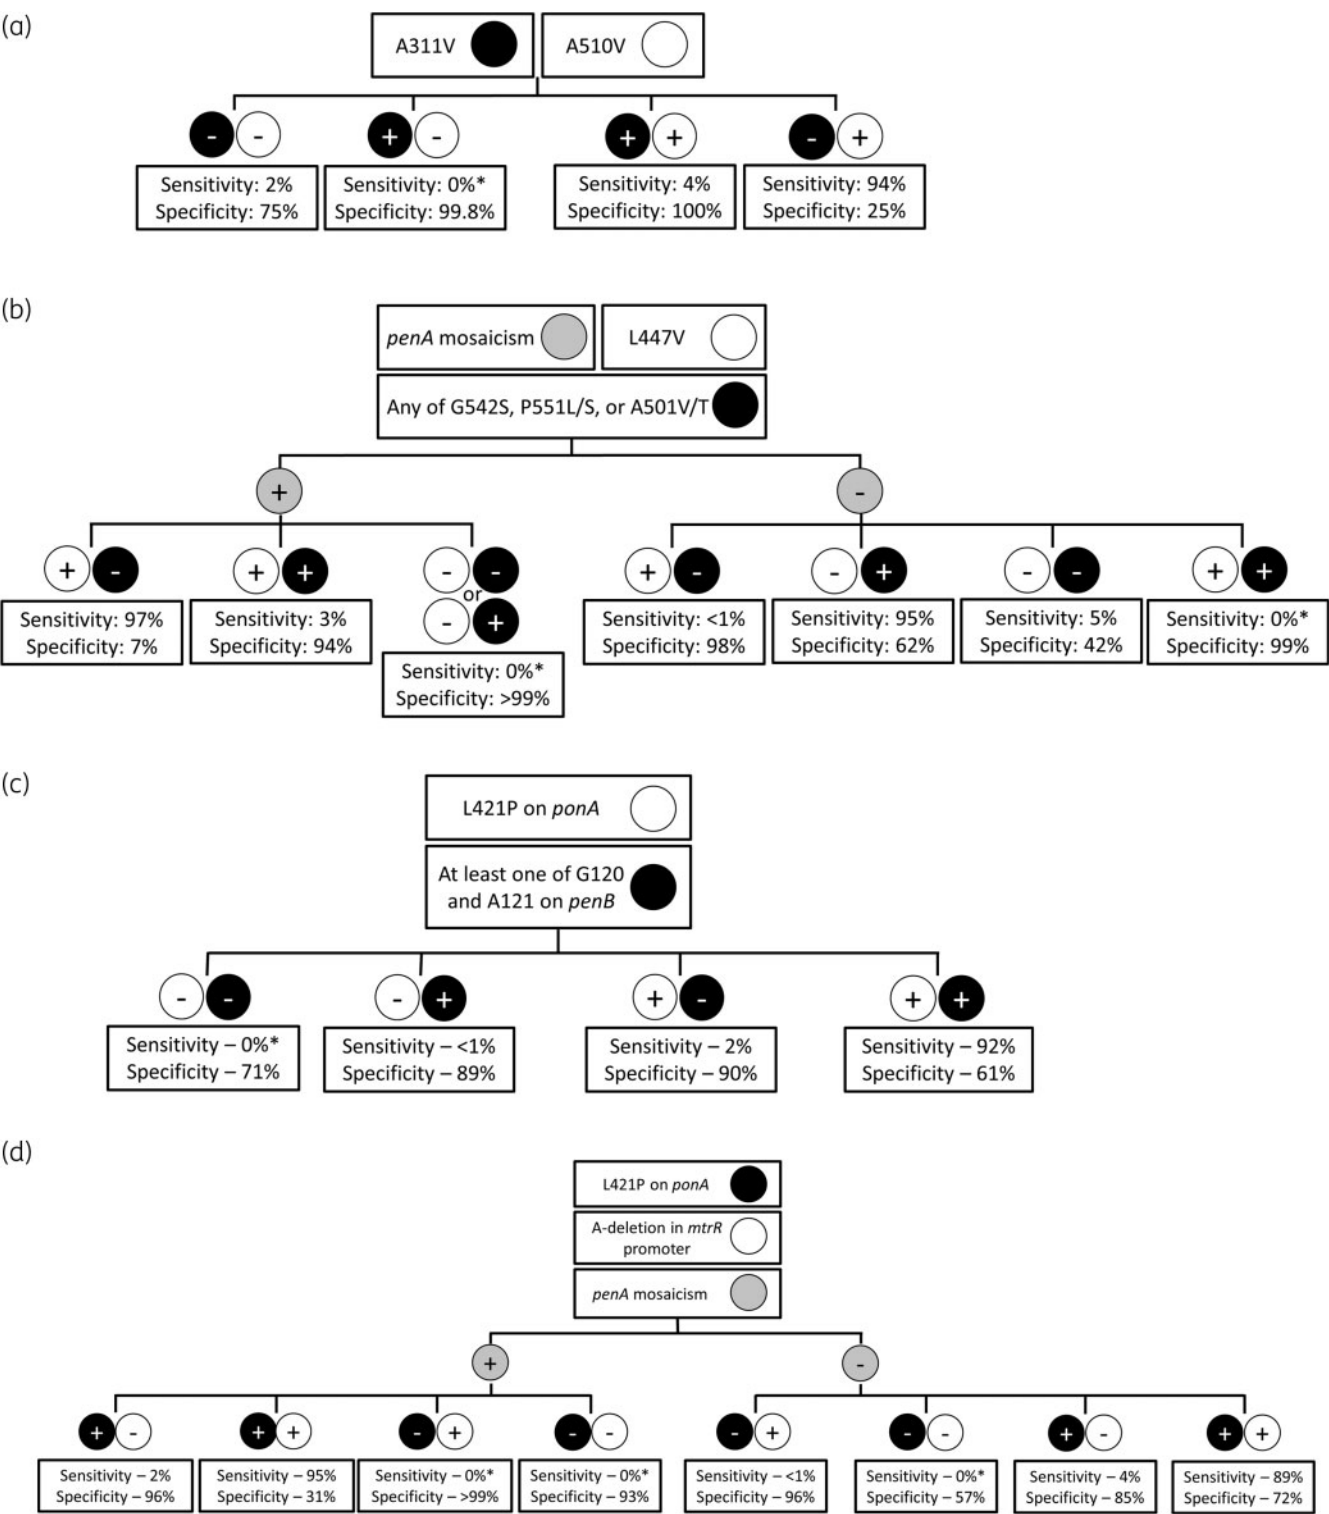 (a)
A311V
A510V
- - + - + + - +
Sensitivity: 2%
Specificity: 75%
Sensitivity: 0%*
Specificity: 99.8%
Sensitivity: 4%
Specificity: 100%
Sensitivity: 94%
Specificity: 25%
(b)
penA mosaicism
L447V
Any of G542S, P551L/S, or A501V/T
+ -
+ - + + - - + - - + - - + +
or
- +
Sensitivity: 97%
Specificity: 7%
Sensitivity: 3%
Specificity: 94%
Sensitivity: 0%*
Specificity: >99%
Sensitivity: <1%
Specificity: 98%
Sensitivity: 95%
Specificity: 62%
Sensitivity: 5%
Specificity: 42%
Sensitivity: 0%*
Specificity: 99%
(c)
L421P on ponA
At least one of G120
and A121 on penB
- - - + + - + +
Sensitivity – 0%*
Specificity – 71%
Sensitivity – <1%
Specificity – 89%
Sensitivity – 2%
Specificity – 90%
Sensitivity – 92%
Specificity – 61%
(d)
L421P on ponA
A-deletion in mtrR
promoter
penA mosaicism
+ -
+ - + + - + - - - + - - + - + +
Sensitivity – 2%
Specificity – 96%
Sensitivity – 95%
Specificity – 31%
Sensitivity – 0%*
Specificity – >99%
Sensitivity – 0%*
Specificity – 93%
Sensitivity – <1%
Specificity – 96%
Sensitivity – 0%*
Specificity – 57%
Sensitivity – 4%
Specificity – 85%
Sensitivity – 89%
Specificity – 72%